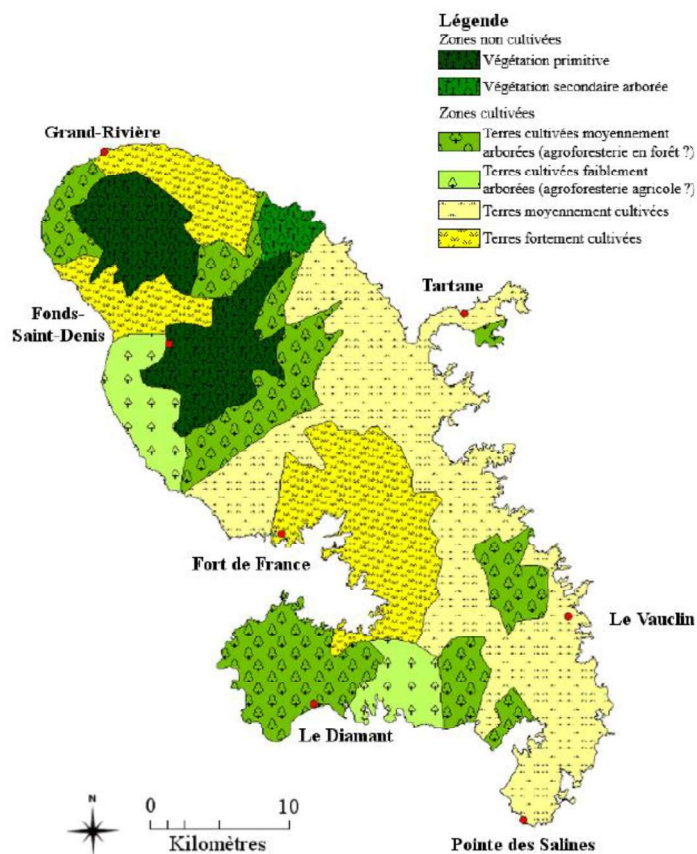 Légende
Zones non cultivées
Végétation primitive
Végétation secondaire arborée
Zones cultivées
Terres cultivées moyennement
arborées (agroforesterie en forêt ?)
Terres cultivées faiblement
arborées (agroforesterie agricole ?)
Terres moyennement cultivées
Terres fortement cultivées
Grand-Rivière
Tartane
Fonds-
Saint-Denis
Fort de France
Le Vauclin
Le Diamant
N
0 10
Kilomètres
Pointe des Salines